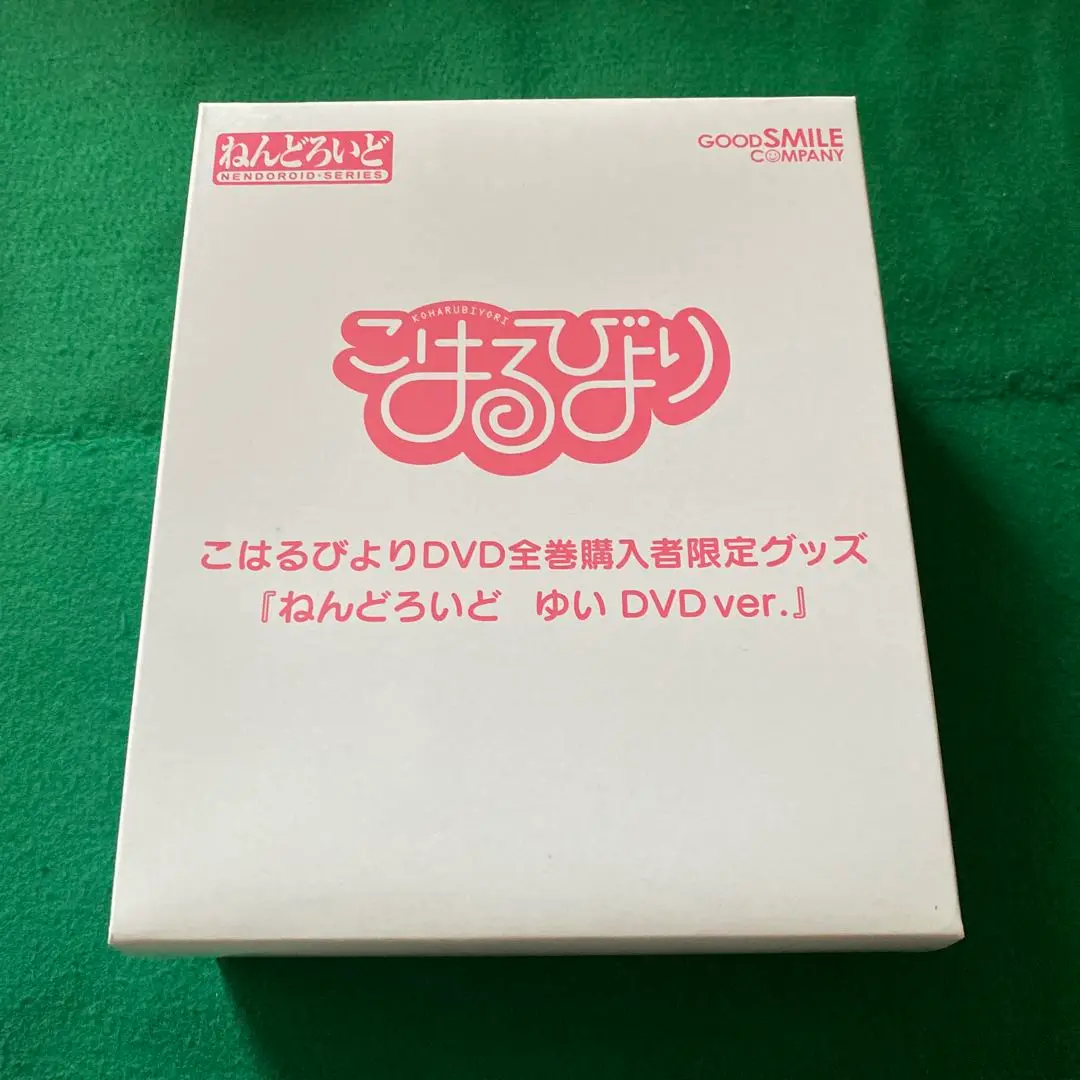 ねんどろいど
NENDOROID・SERIES
GOODSMILE
COMPANY
KOHARUBIYORI
こはるびより
こはるびよりDVD全巻購入者限定グッズ
『ねんどろいど ゆい DVD ver.』